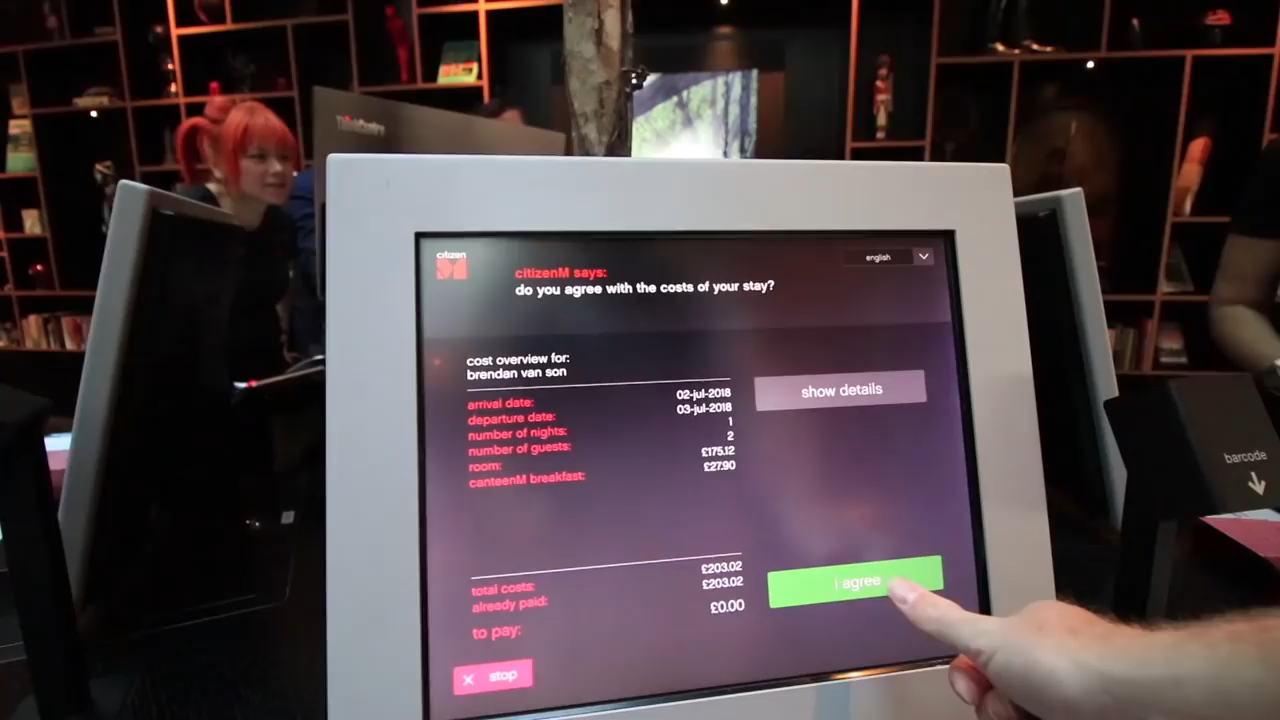 citizen
M
citizenM says:
do you agree with the costs of your stay?
english
cost overview for:
brendan van son
show details
arrival date: 02-jul-2018
departure date: 03-jul-2018
number of nights: 1
number of guests: 2
room: £175.12
canteenM breakfast: £27.90
total costs: £203.02
already paid: £203.02
to pay: £0.00
i agree
stop
barcode